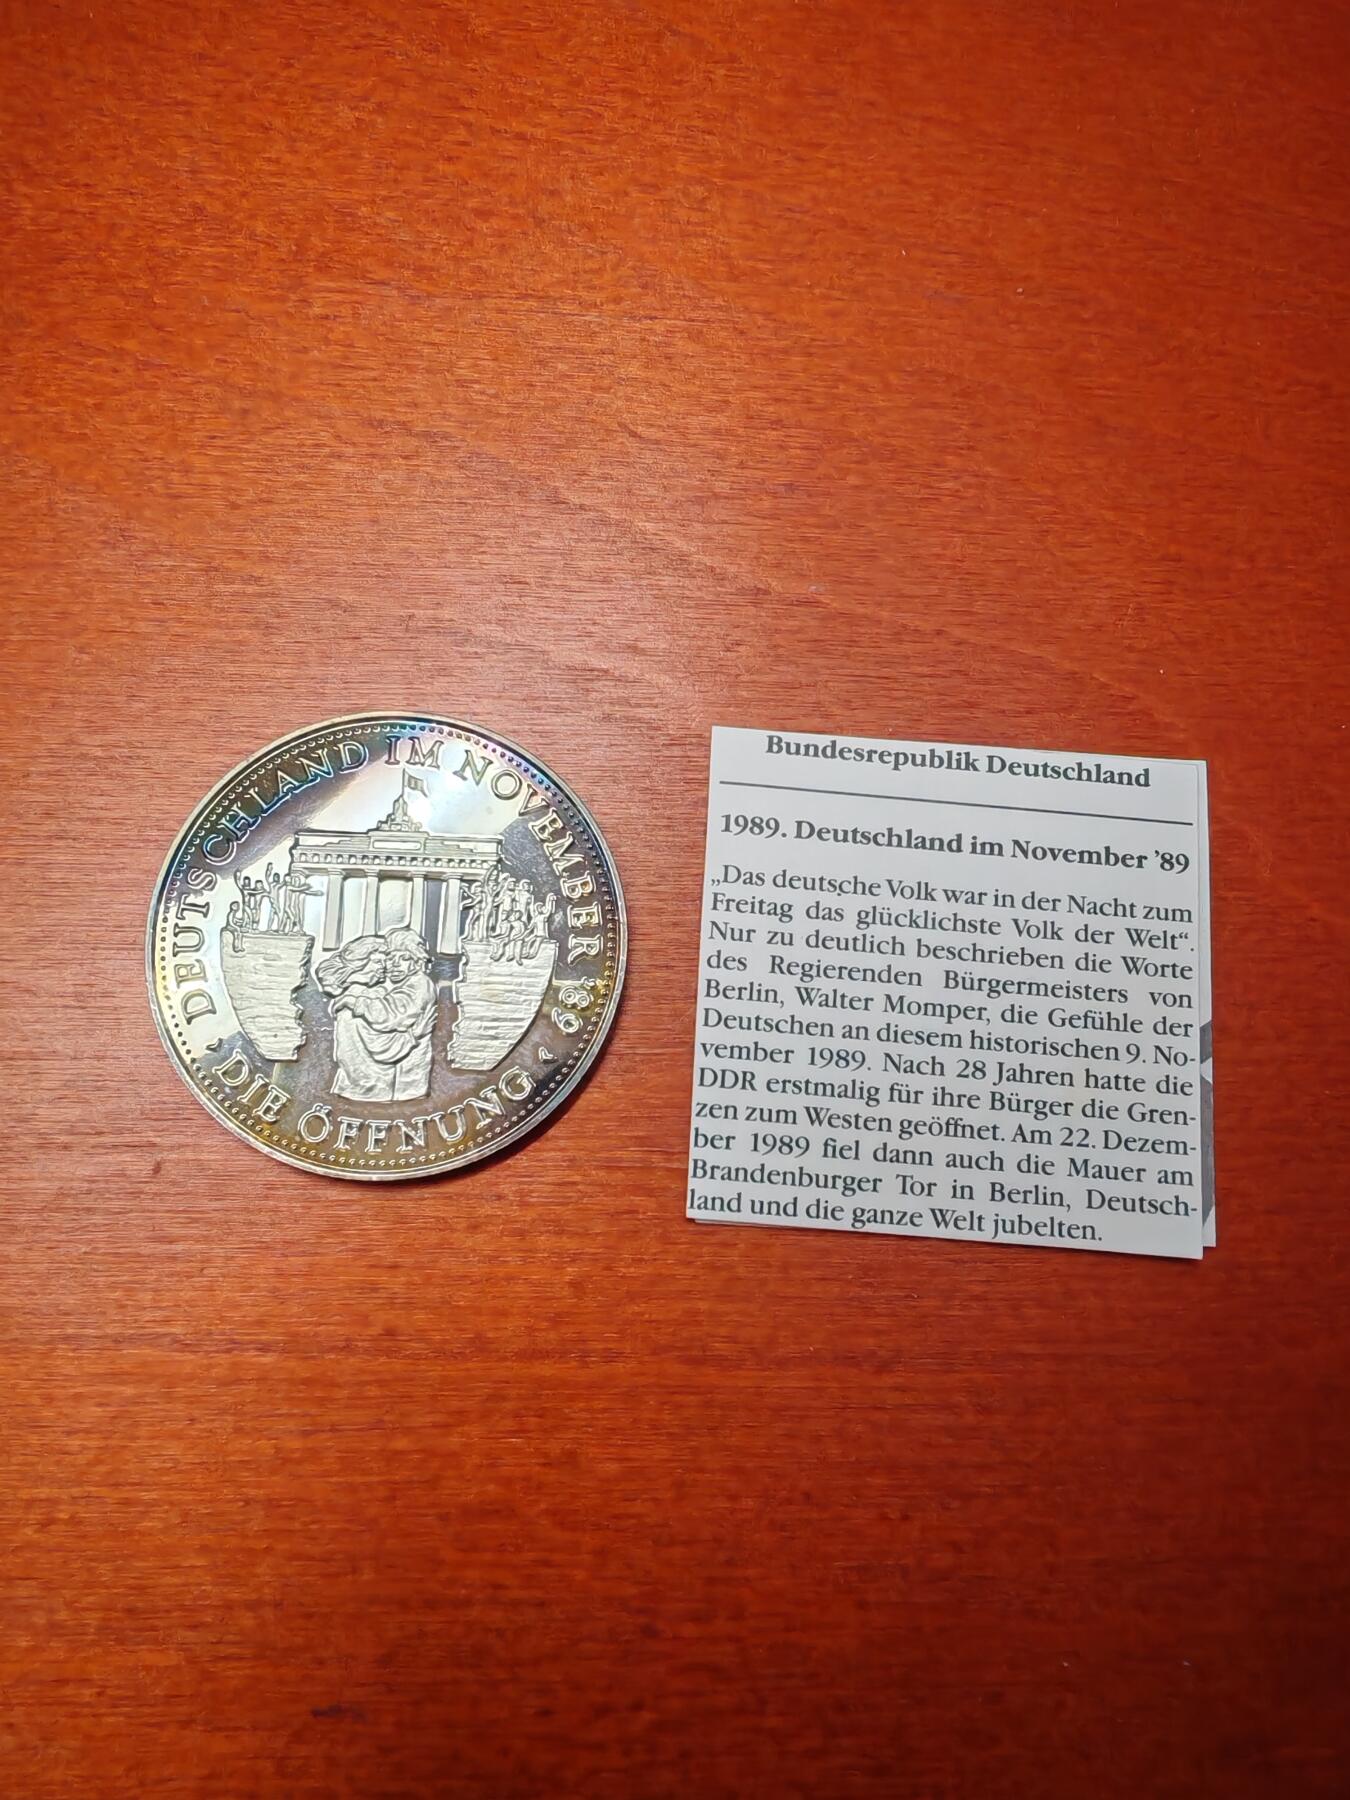 DEUTSCHLAND IM NOVEMBER '89
DIE ÖFFNUNG
Bundesrepublik Deutschland
1989. Deutschland im November ’89
„Das deutsche Volk war in der Nacht zum
Freitag das glücklichste Volk der Welt“.
Nur zu deutlich beschrieben die Worte
des Regierenden Bürgermeisters von
Berlin, Walter Momper, die Gefühle der
Deutschen an diesem historischen 9. No-
vember 1989. Nach 28 Jahren hatte die
DDR erstmalig für ihre Bürger die Gren-
zen zum Westen geöffnet. Am 22. Dezem-
ber 1989 fiel dann auch die Mauer am
Brandenburger Tor in Berlin, Deutsch-
land und die ganze Welt jubelten.